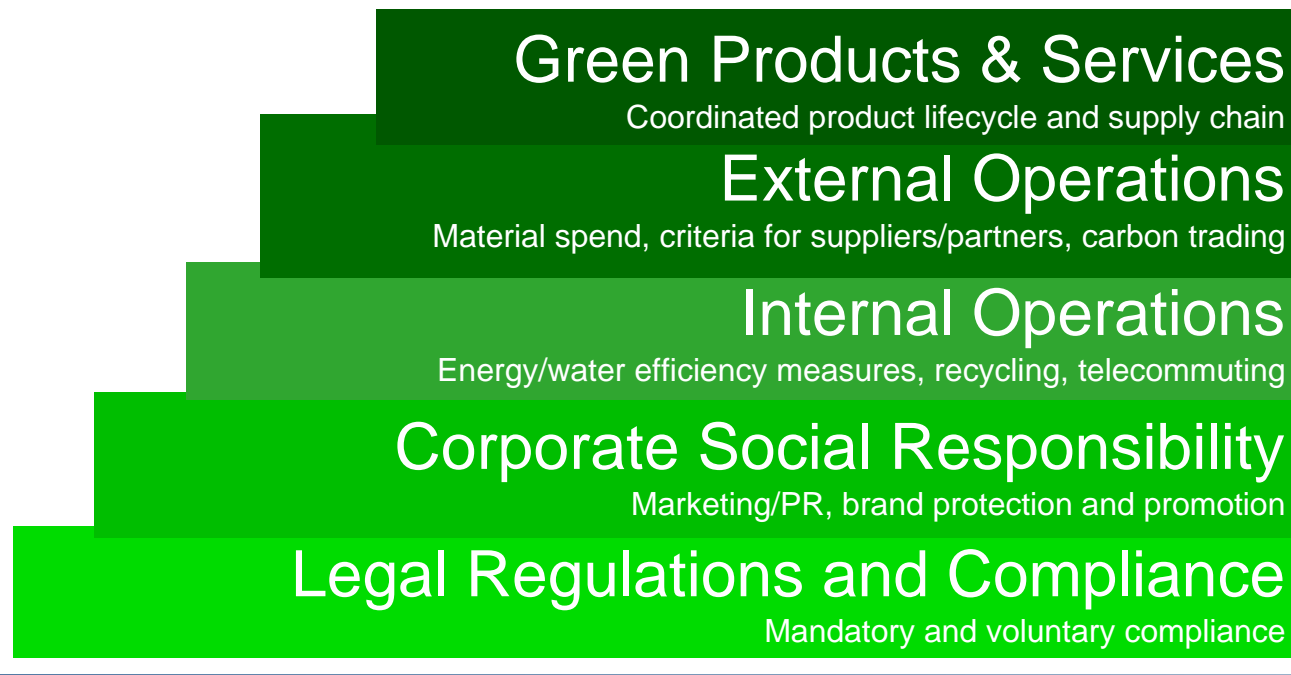 Green Products & Services
Coordinated product lifecycle and supply chain
External Operations
Material spend, criteria for suppliers/partners, carbon trading
Internal Operations
Energy/water efficiency measures, recycling, telecommuting
Corporate Social Responsibility
Marketing/PR, brand protection and promotion
Legal Regulations and Compliance
Mandatory and voluntary compliance